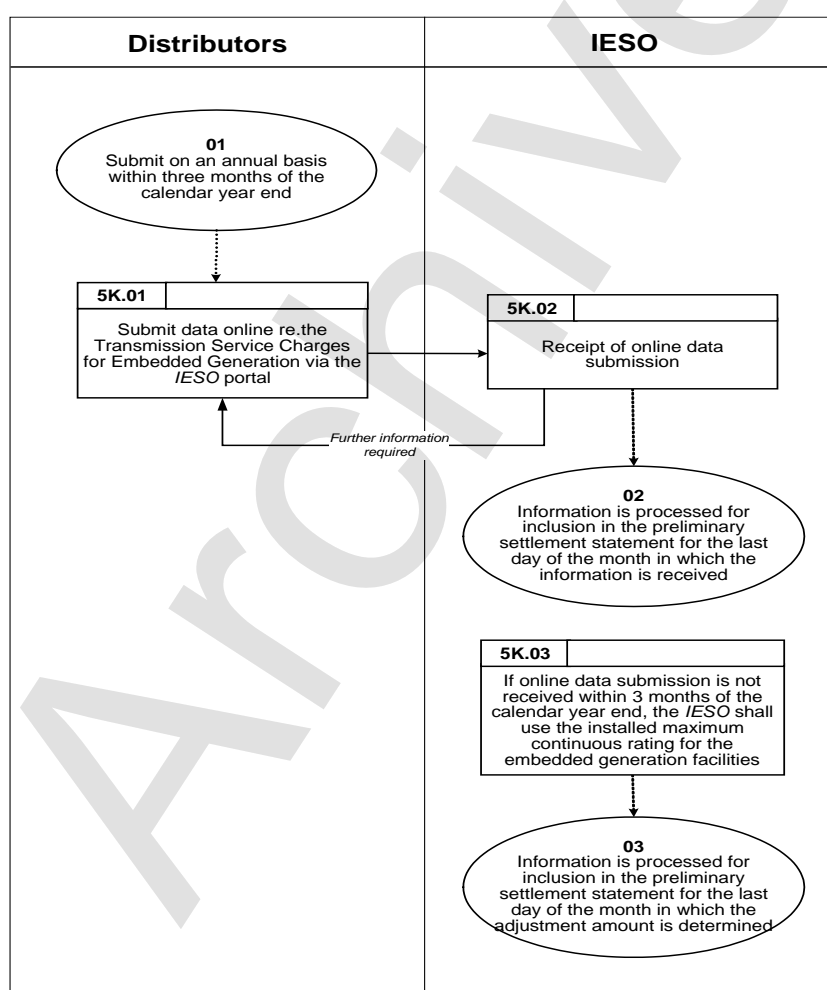 Distributors
IESO
01
Submit on an annual basis
within three months of the
calendar year end
5K.01
Submit data online re.the
Transmission Service Charges
for Embedded Generation via the
IESO portal
5K.02
Receipt of online data
submission
Further information
required
02
Information is processed for
inclusion in the preliminary
settlement statement for the last
day of the month in which the
information is received
5K.03
If online data submission is not
received within 3 months of the
calendar year end, the IESO shall
use the installed maximum
continuous rating for the
embedded generation facilities
03
Information is processed for
inclusion in the preliminary
settlement statement for the last
day of the month in which the
adjustment amount is determined
Archive